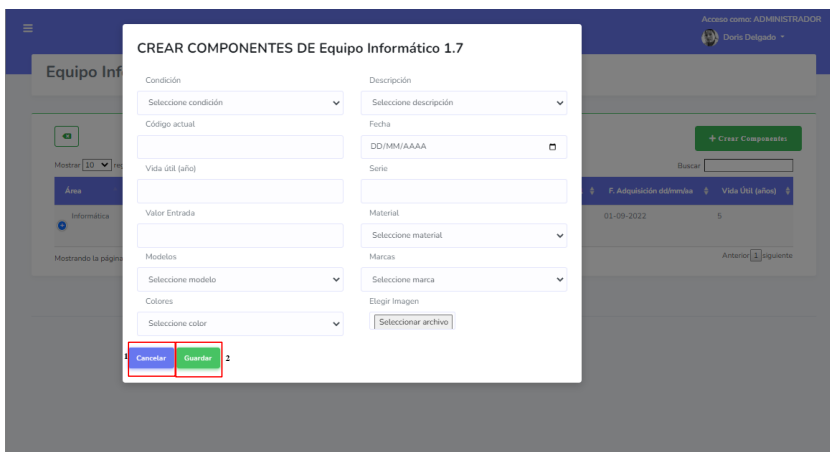 Acceso como: ADMINISTRADOR
Doris Delgado
CREAR COMPONENTES DE Equipo Informático 1.7
Equipo Inf
Condición
Descripción
Seleccione condición
Seleccione descripción
Código actual
Fecha
DD/MM/AAAA
+ Crear Componentes
Mostrar 10 reg
Vida útil (año)
Serie
Buscar
Área
F. Adquisición dd/mm/aa
Vida Útil (años)
Valor Entrada
Material
Informática
01-09-2022
5
Seleccione material
Mostrando la página
Modelos
Marcas
Anterior 1 siguiente
Seleccione modelo
Seleccione marca
Colores
Elegir Imagen
Seleccione color
Seleccionar archivo
1 Cancelar Guardar 2